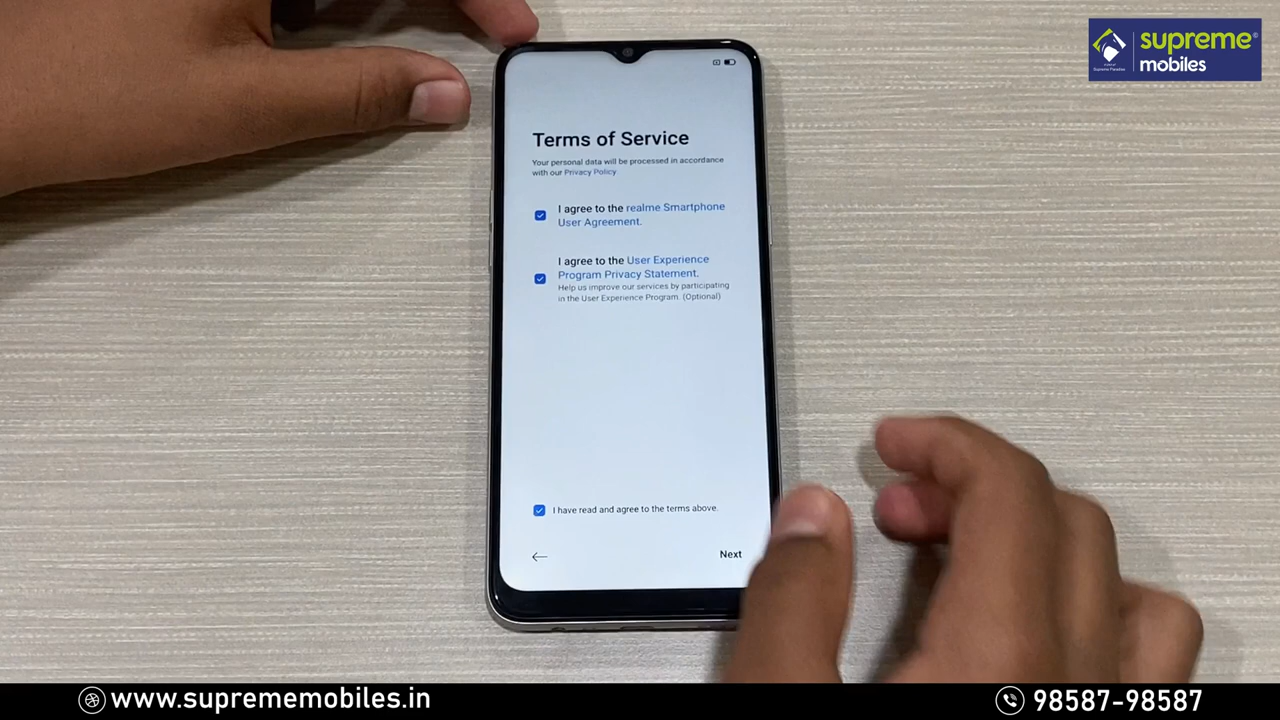 supreme
mobiles
Terms of Service
Your personal data will be processed in accordance
with our Privacy Policy
I agree to the realme Smartphone
User Agreement.
I agree to the User Experience
Program Privacy Statement.
Help us improve our services by participating
in the User Experience Program. (Optional)
I have read and agree to the terms above.
Next
www.suprememobiles.in
98587-98587